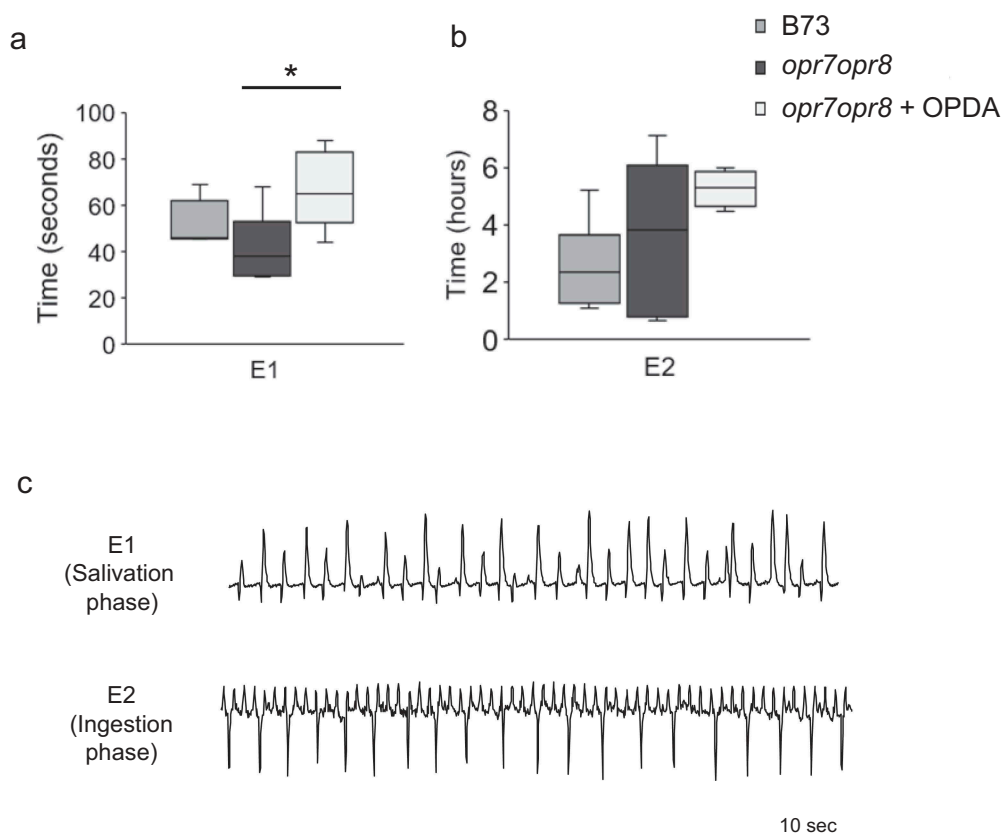 a
*
Time (seconds)
100
80
60
40
20
0
E1
b
Time (hours)
8
6
4
2
0
E2
B73
opr7opr8
opr7opr8 + OPDA
c
E1
(Salivation
phase)
E2
(Ingestion
phase)
10 sec